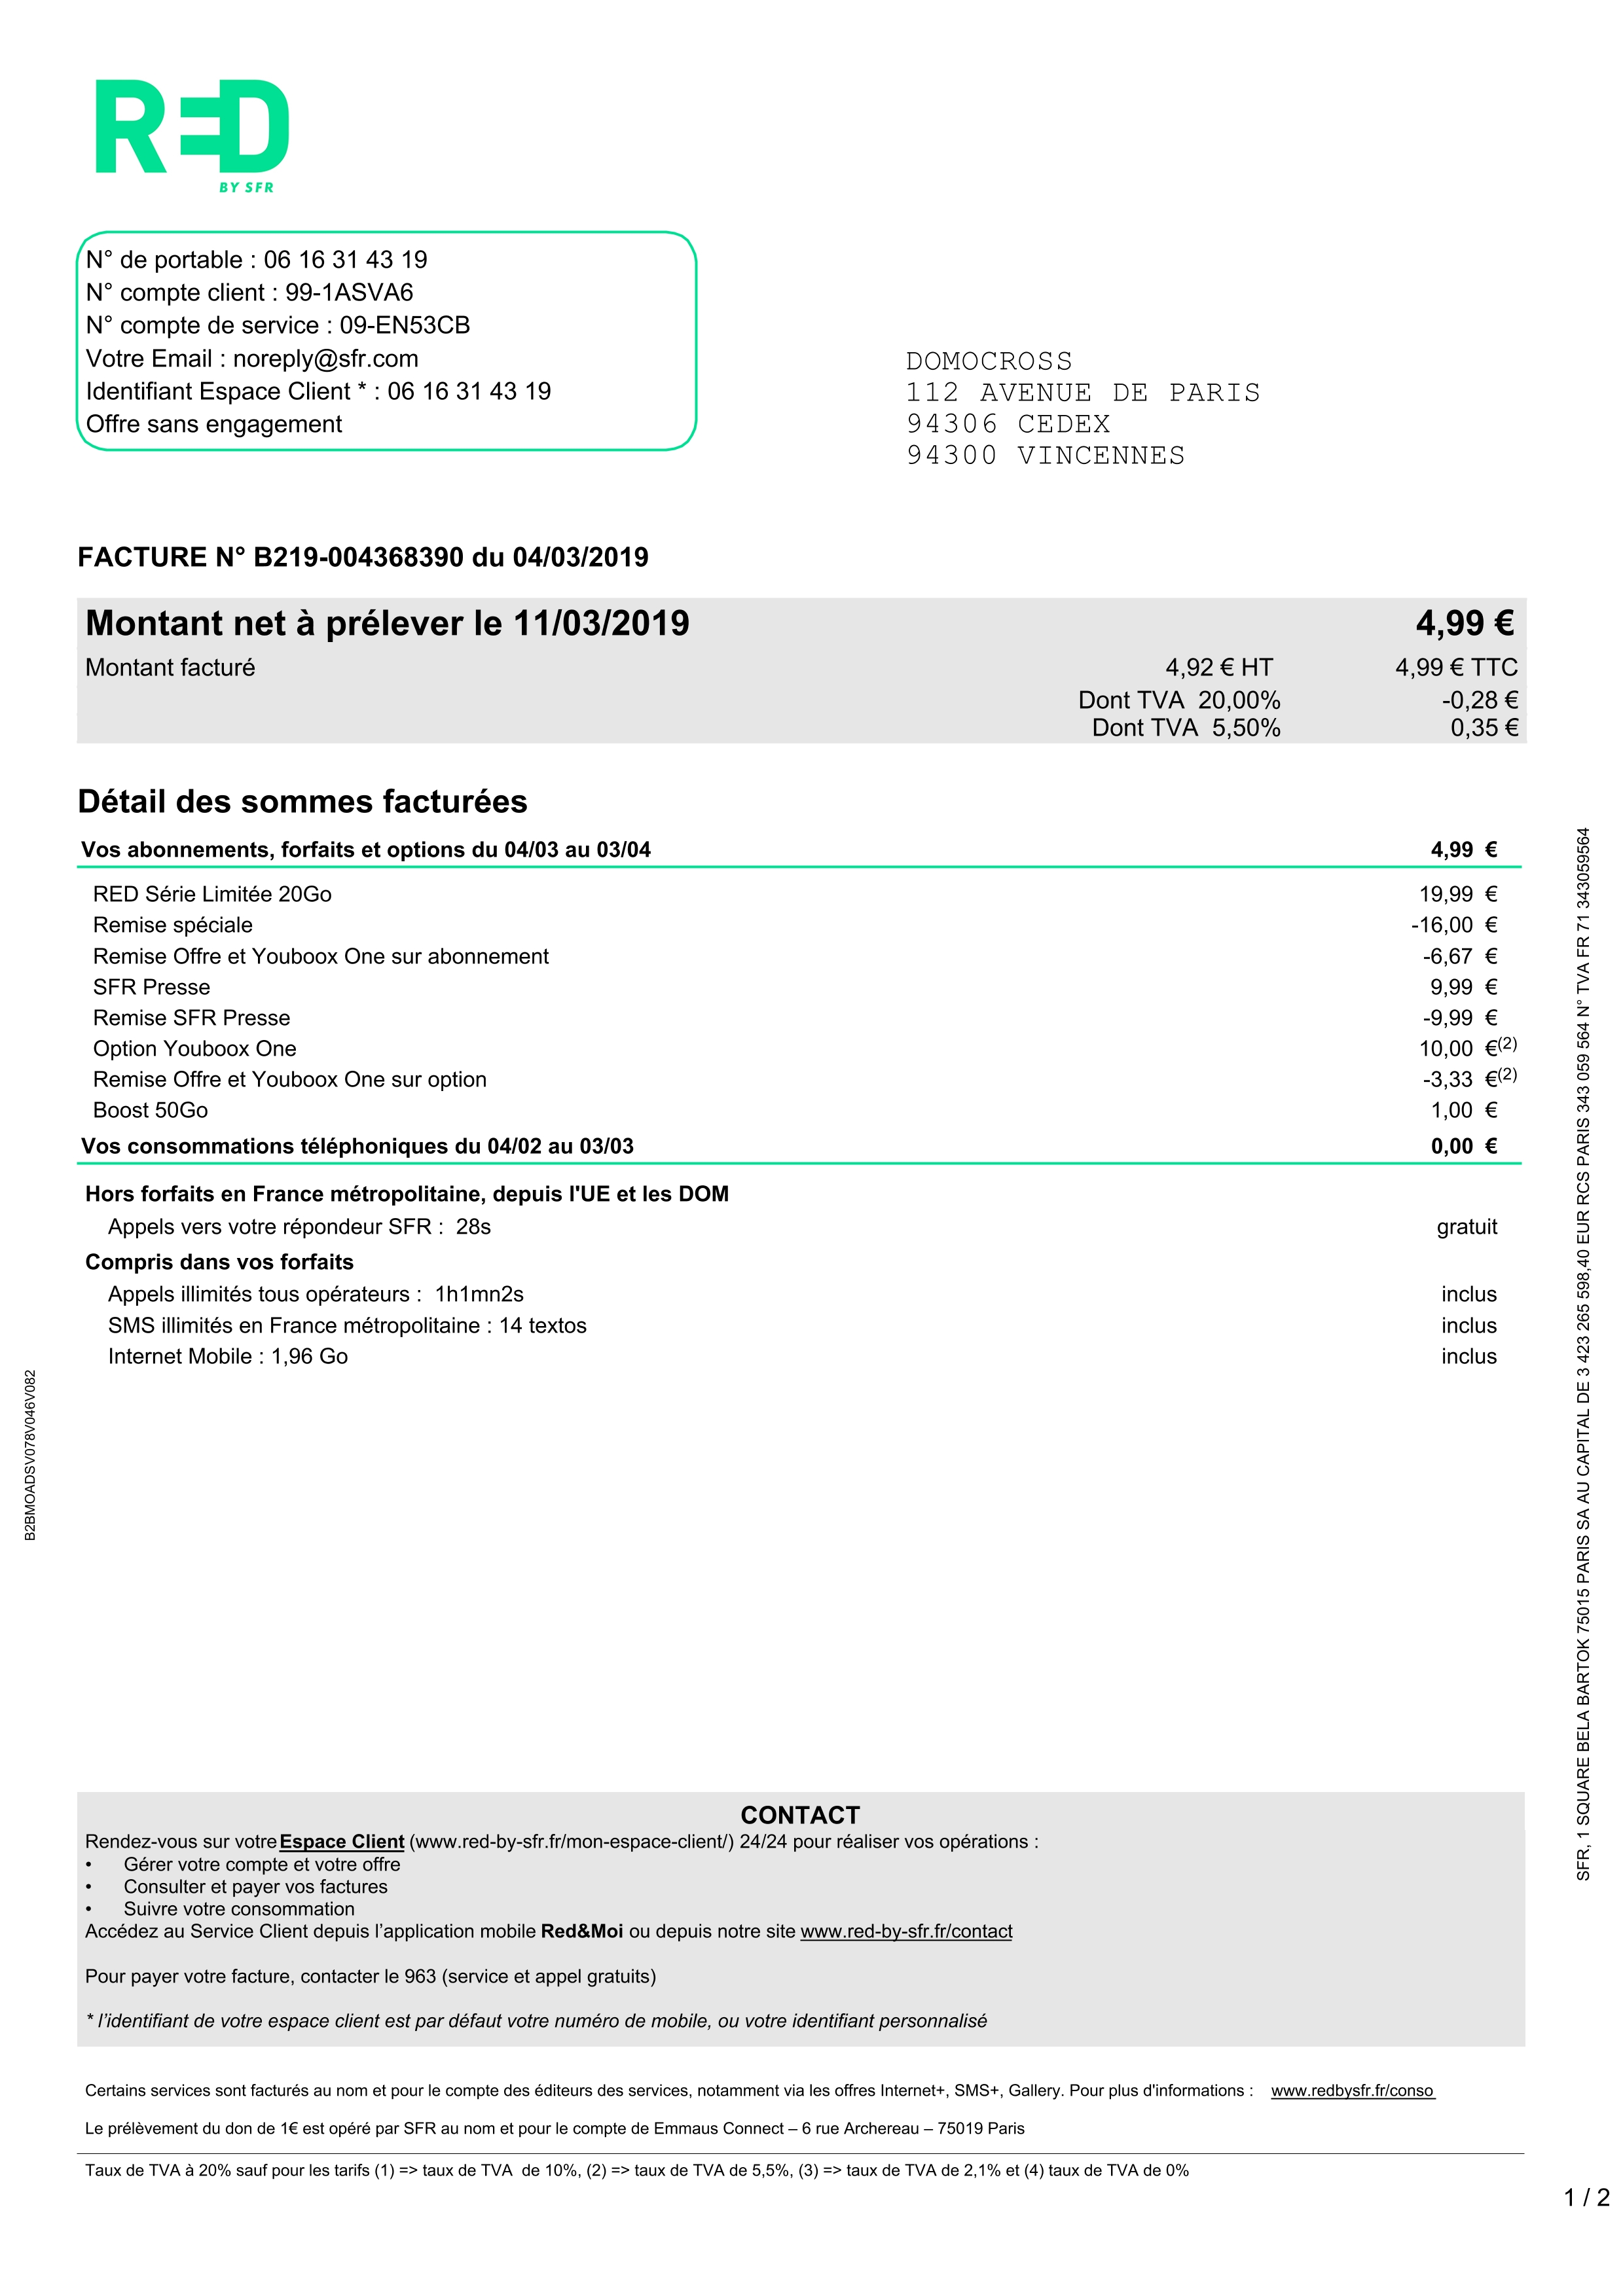 RED
BY SFR
N° de portable : 06 16 31 43 19
N° compte client : 99-1ASVA6
N° compte de service : 09-EN53CB
Votre Email : noreply@sfr.com
Identifiant Espace Client * : 06 16 31 43 19
Offre sans engagement
DOMOCROSS
112 AVENUE DE PARIS
94306 CEDEX
94300 VINCENNES
FACTURE N° B219-004368390 du 04/03/2019
Montant net à prélever le 11/03/2019 4,99 €
Montant facturé 4,92 € HT 4,99 € TTC
Dont TVA 20,00% -0,28 €
Dont TVA 5,50% 0,35 €
Détail des sommes facturées
Vos abonnements, forfaits et options du 04/03 au 03/04 4,99 €
RED Série Limitée 20Go 19,99 €
Remise spéciale -16,00 €
Remise Offre et Youboox One sur abonnement -6,67 €
SFR Presse 9,99 €
Remise SFR Presse -9,99 €
Option Youboox One 10,00 €(2)
Remise Offre et Youboox One sur option -3,33 €(2)
Boost 50Go 1,00 €
Vos consommations téléphoniques du 04/02 au 03/03 0,00 €
Hors forfaits en France métropolitaine, depuis l'UE et les DOM
Appels vers votre répondeur SFR : 28s gratuit
Compris dans vos forfaits
Appels illimités tous opérateurs : 1h1mn2s inclus
SMS illimités en France métropolitaine : 14 textos inclus
Internet Mobile : 1,96 Go inclus
B2BMOADSV078V046V082
SFR, 1 SQUARE BELA BARTOK 75015 PARIS SA AU CAPITAL DE 3 423 265 598,40 EUR RCS PARIS 343 059 564 N° TVA FR 71 343059564
CONTACT
Rendez-vous sur votre Espace Client (www.red-by-sfr.fr/mon-espace-client/) 24/24 pour réaliser vos opérations :
• Gérer votre compte et votre offre
• Consulter et payer vos factures
• Suivre votre consommation
Accédez au Service Client depuis l’application mobile Red&Moi ou depuis notre site www.red-by-sfr.fr/contact
Pour payer votre facture, contacter le 963 (service et appel gratuits)
* l’identifiant de votre espace client est par défaut votre numéro de mobile, ou votre identifiant personnalisé
Certains services sont facturés au nom et pour le compte des éditeurs des services, notamment via les offres Internet+, SMS+, Gallery. Pour plus d'informations : www.redbysfr.fr/conso
Le prélèvement du don de 1€ est opéré par SFR au nom et pour le compte de Emmaus Connect – 6 rue Archereau – 75019 Paris
Taux de TVA à 20% sauf pour les tarifs (1) => taux de TVA de 10%, (2) => taux de TVA de 5,5%, (3) => taux de TVA de 2,1% et (4) taux de TVA de 0%
1 / 2